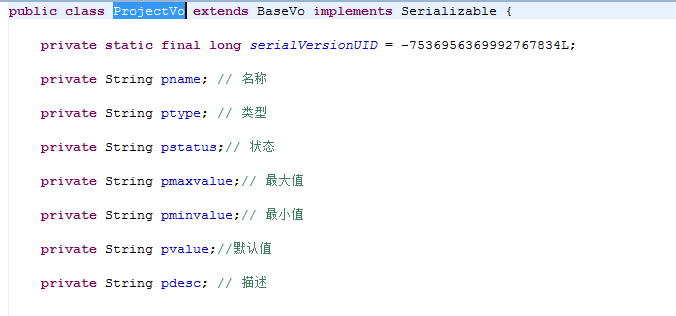 public class ProjectVo extends BaseVo implements Serializable {
private static final long serialVersionUID = -7536956369992767834L;
private String pname; // 名称
private String ptype; // 类型
private String pstatus;// 状态
private String pmaxvalue;// 最大值
private String pminvalue;// 最小值
private String pvalue;//默认值
private String pdesc; // 描述